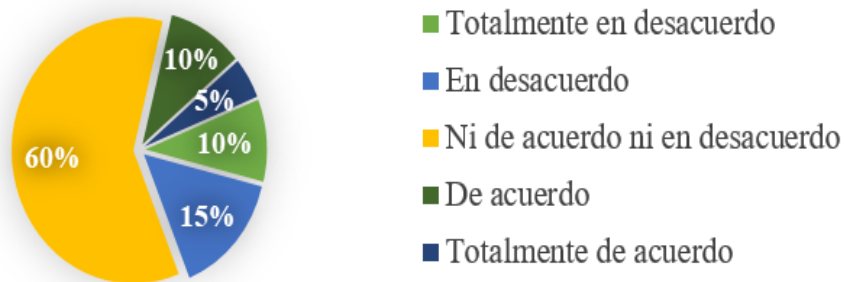 10%
5%
10%
60%
15%
Totalmente en desacuerdo
En desacuerdo
Ni de acuerdo ni en desacuerdo
De acuerdo
Totalmente de acuerdo